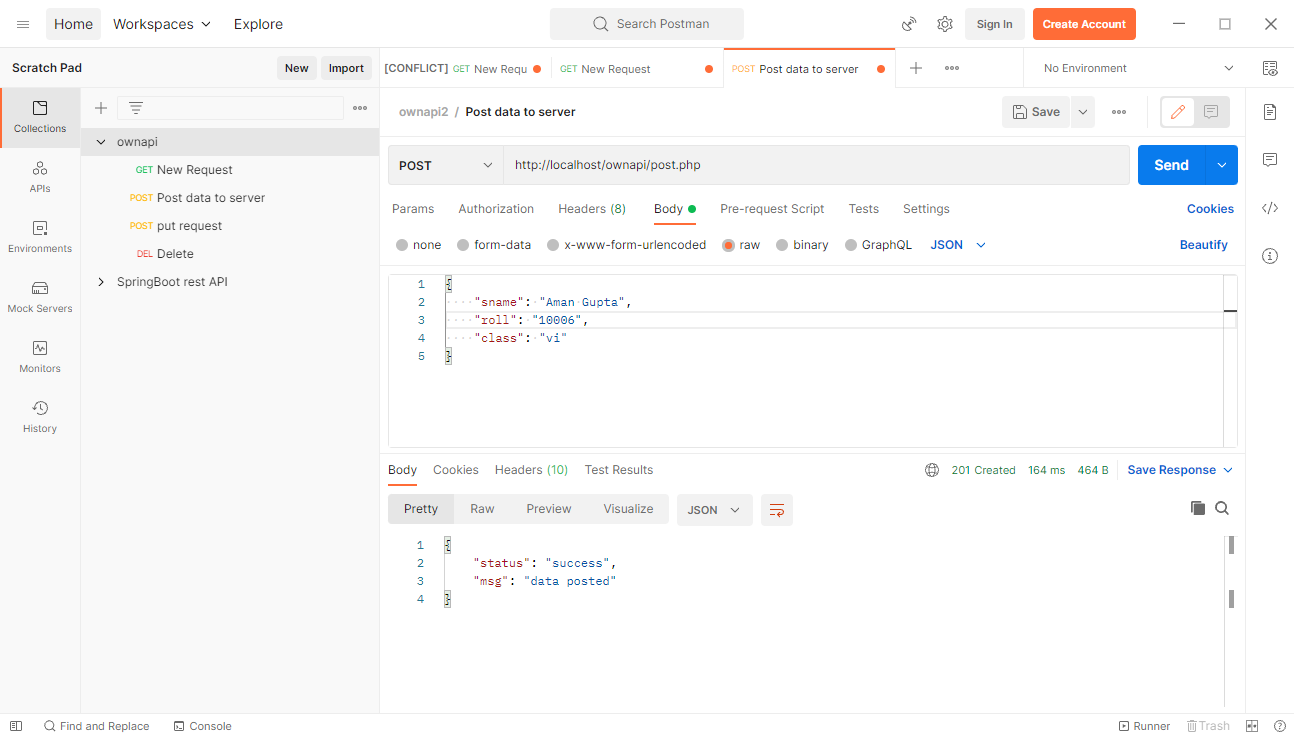 Home Workspaces Explore Search Postman Sign In Create Account
Scratch Pad New Import [CONFLICT] GET New Requ GET New Request POST Post data to server No Environment
Collections
APIs
Environments
Mock Servers
Monitors
History
ownapi
GET New Request
POST Post data to server
POST put request
DEL Delete
SpringBoot rest API
ownapi2 / Post data to server Save
POST http://localhost/ownapi/post.php Send
Params Authorization Headers (8) Body Pre-request Script Tests Settings Cookies
none form-data x-www-form-urlencoded raw binary GraphQL JSON Beautify
1 {
2 ····"sname":·"Aman·Gupta",
3 ····"roll":·"10006",
4 ····"class":·"vi"
5 }
Body Cookies Headers (10) Test Results 201 Created 164 ms 464 B Save Response
Pretty Raw Preview Visualize JSON
1 {
2 "status": "success",
3 "msg": "data posted"
4 }
Find and Replace Console Runner Trash